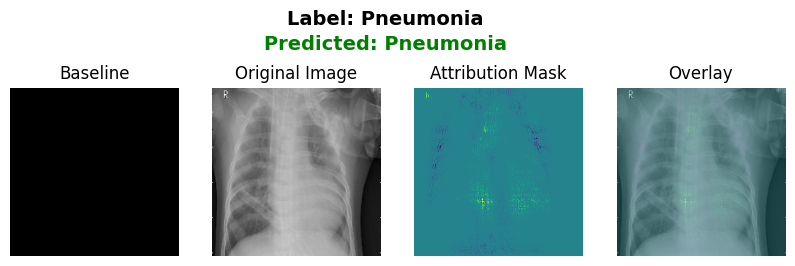 Label: Pneumonia
Predicted: Pneumonia
Baseline
Original Image
Attribution Mask
Overlay
R
R